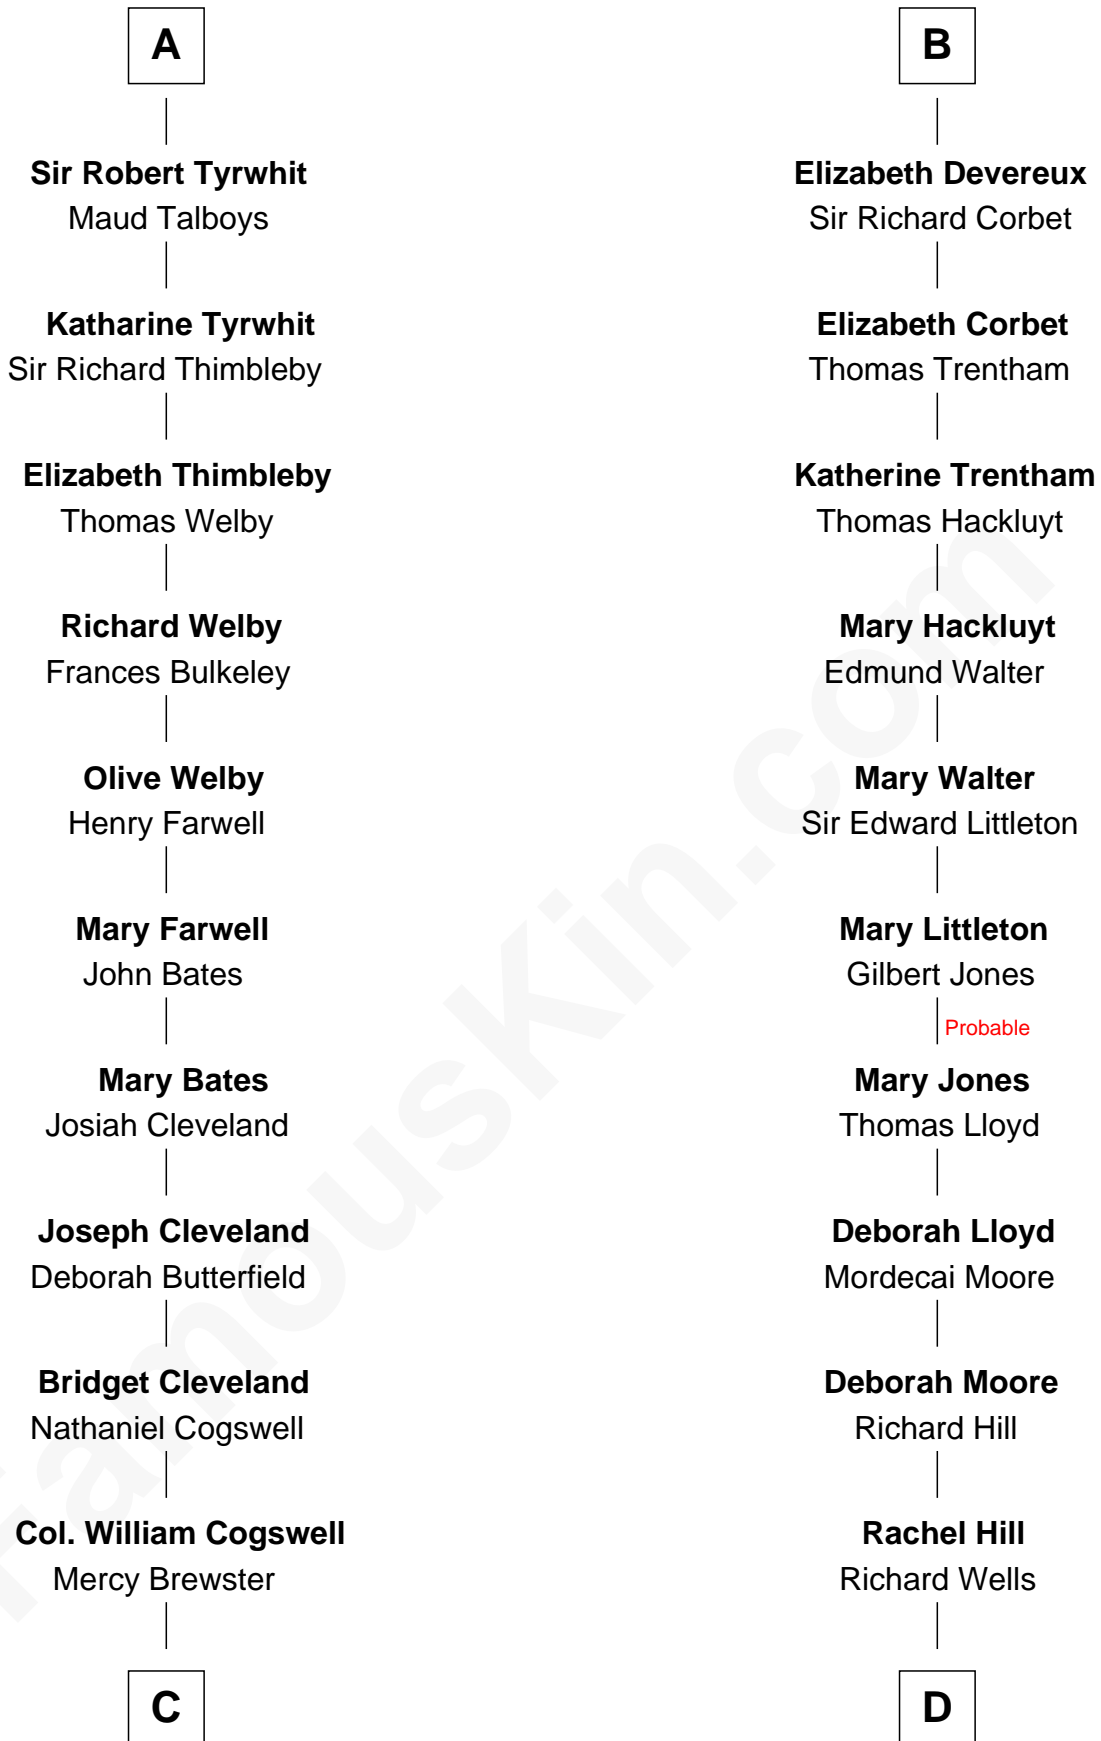 A
Sir Robert Tyrwhit
Maud Talboys
Katharine Tyrwhit
Sir Richard Thimbleby
Elizabeth Thimbleby
Thomas Welby
Richard Welby
Frances Bulkeley
Olive Welby
Henry Farwell
Mary Farwell
John Bates
Mary Bates
Josiah Cleveland
Joseph Cleveland
Deborah Butterfield
Bridget Cleveland
Nathaniel Cogswell
Col. William Cogswell
Mercy Brewster
C
B
Elizabeth Devereux
Sir Richard Corbet
Elizabeth Corbet
Thomas Trentham
Katherine Trentham
Thomas Hackluyt
Mary Hackluyt
Edmund Walter
Mary Walter
Sir Edward Littleton
Mary Littleton
Gilbert Jones
Probable
Mary Jones
Thomas Lloyd
Deborah Lloyd
Mordecai Moore
Deborah Moore
Richard Hill
Rachel Hill
Richard Wells
D
FamousKin.com